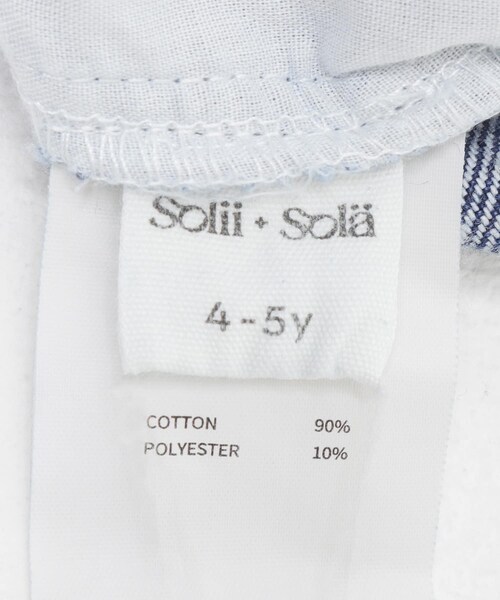 Solii + Solä
4-5y
COTTON 90%
POLYESTER 10%